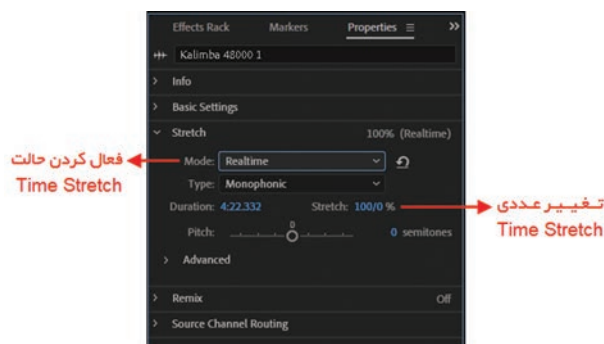 Effects Rack Markers Properties
Kalimba 48000 1
Info
Basic Settings
Stretch 100% (Realtime)
فعال کردن حالت
Time Stretch
Mode: Realtime
Type: Monophonic
Duration: 4:22.332 Stretch: 100/0 %
تغییر عددی
Time Stretch
0
Pitch: 0 semitones
Advanced
Remix Off
Source Channel Routing